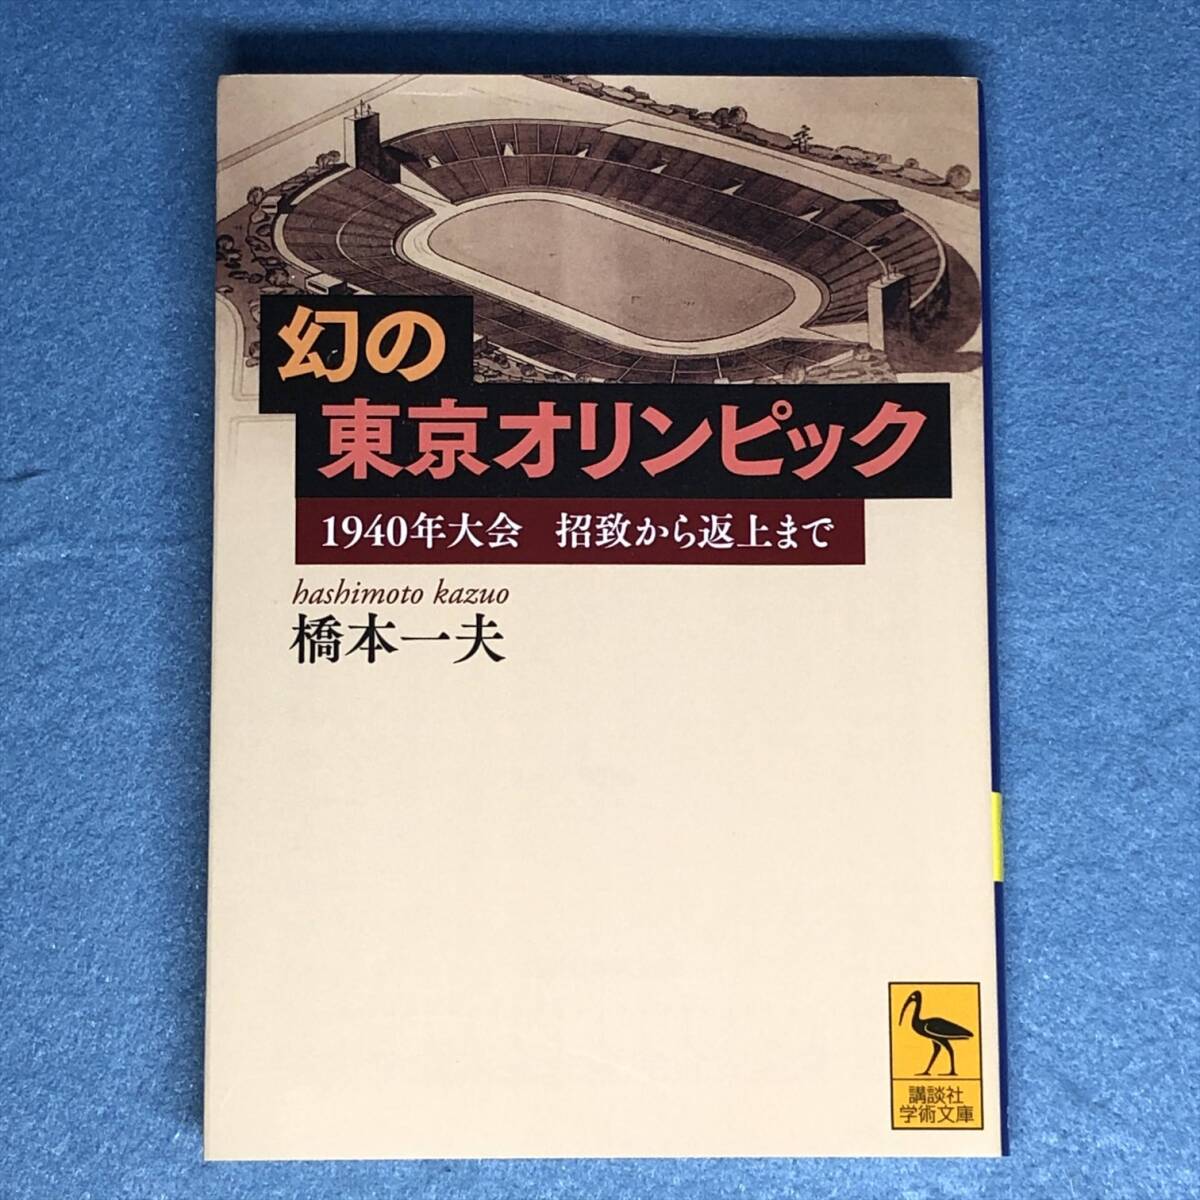 幻の
東京オリンピック
1940年大会　招致から返上まで
hashimoto kazuo
橋本一夫
講談社
学術文庫